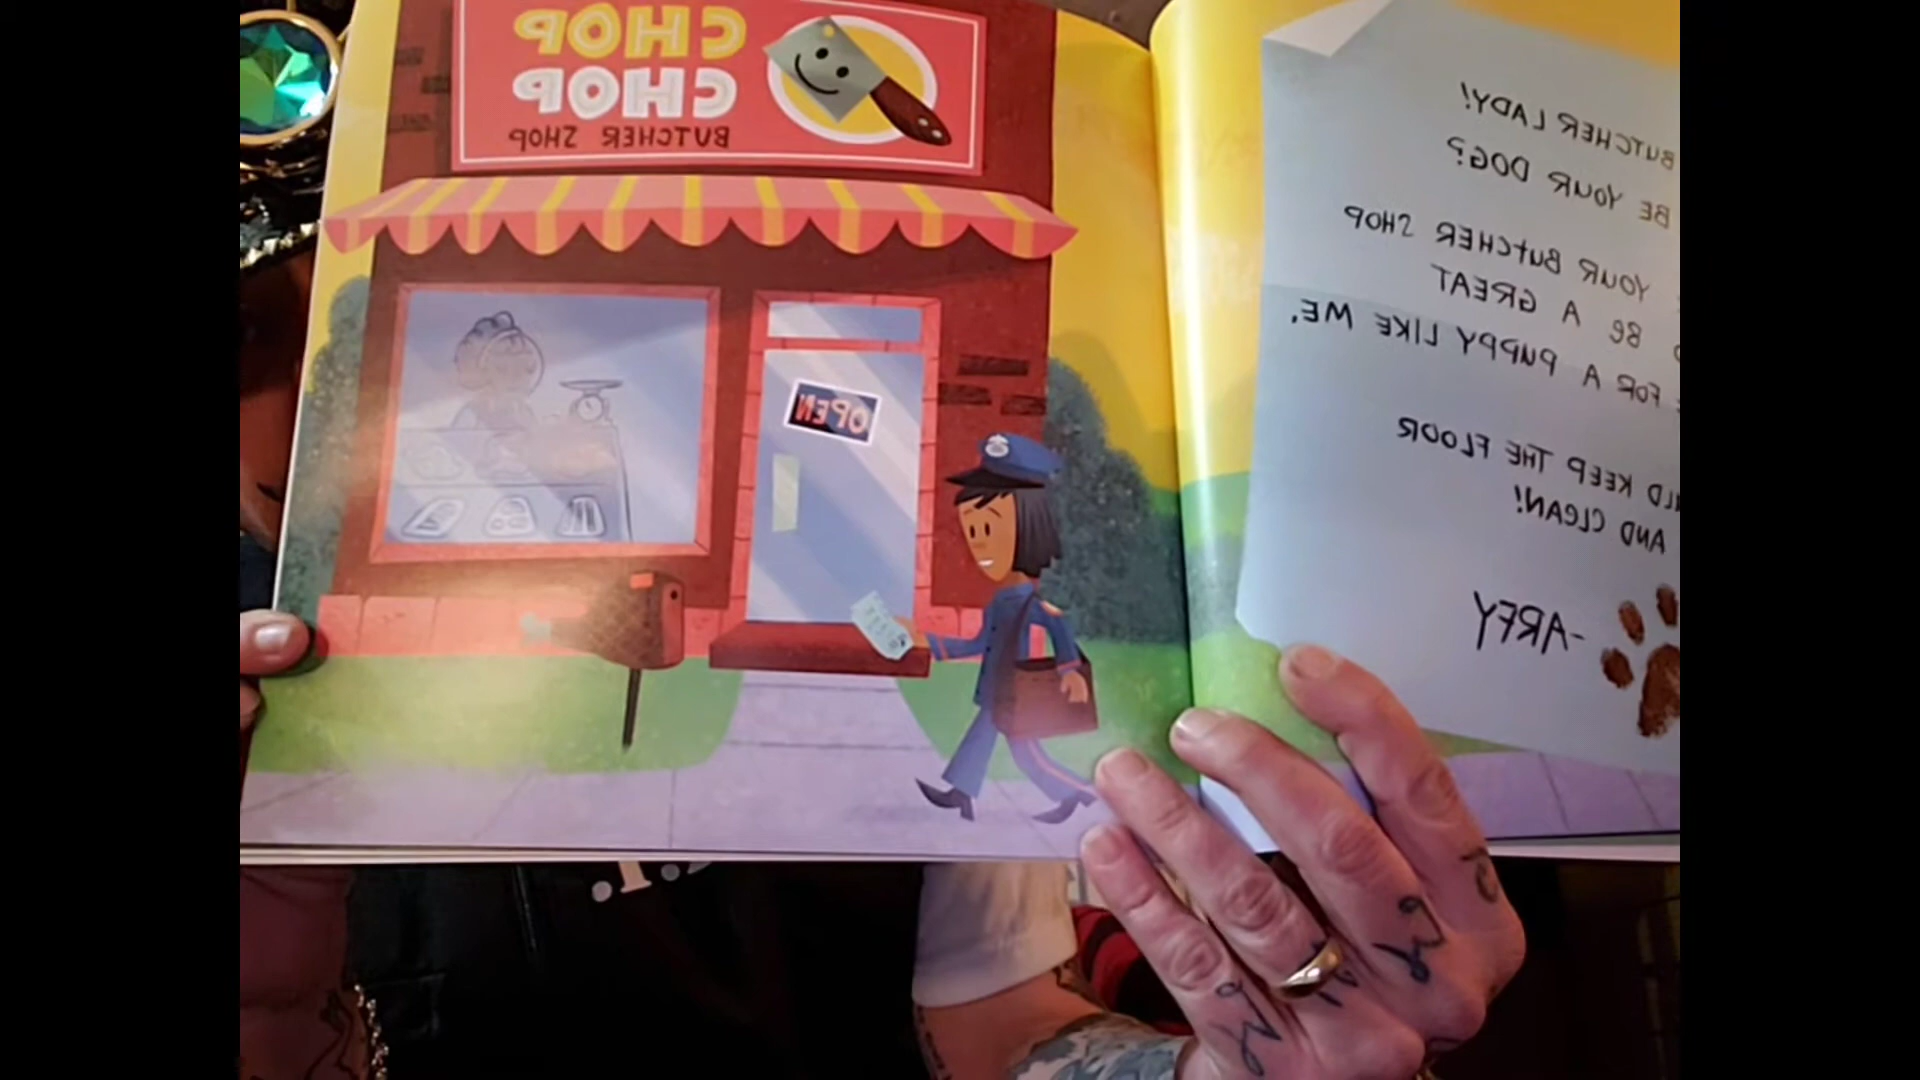 CHOP
CHOP
BUTCHER SHOP
OPEN
BUTCHER LADY!
BE YOUR DOG?
YOUR BUTCHER SHOP
BE A GREAT
FOR A PUPPY LIKE ME.
KEEP THE FLOOR
AND CLEAN!
-ARFY